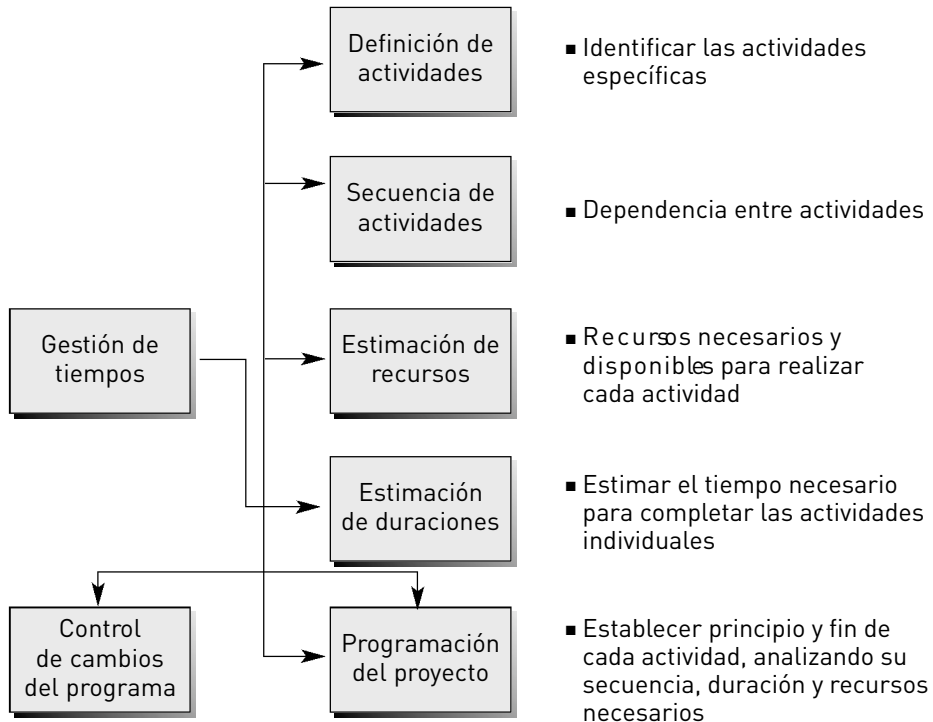 Definición de
actividades
■ Identificar las actividades
específicas
Secuencia de
actividades
■ Dependencia entre actividades
Gestión de
tiempos
Estimación de
recursos
■ Recursos necesarios y
disponibles para realizar
cada actividad
Estimación
de duraciones
■ Estimar el tiempo necesario
para completar las actividades
individuales
Control
de cambios
del programa
Programación
del proyecto
■ Establecer principio y fin de
cada actividad, analizando su
secuencia, duración y recursos
necesarios